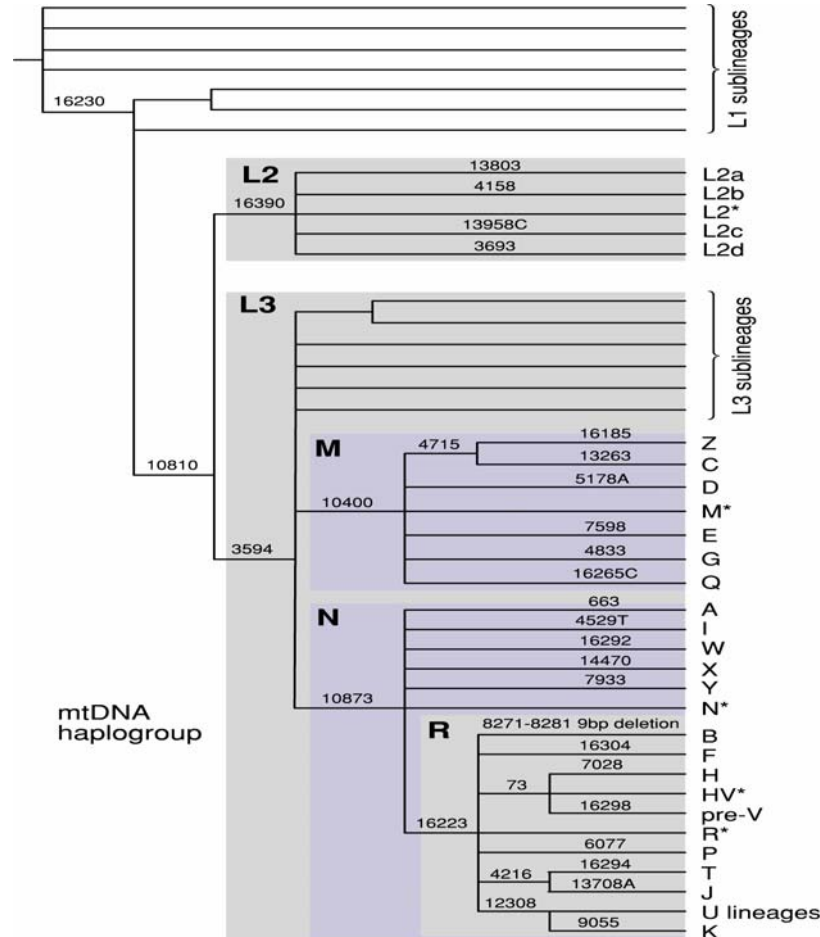 16230
L1 sublineages
L2
13803
L2a
16390
4158
L2b
L2*
13958C
L2c
3693
L2d
L3
L3 sublineages
M
4715
16185
Z
13263
C
10810
5178A
D
10400
M*
7598
E
3594
4833
G
16265C
Q
N
663
A
4529T
I
16292
W
14470
X
7933
Y
10873
N*
mtDNA
haplogroup
R
8271-8281 9bp deletion
B
16304
F
7028
H
73
HV*
16298
pre-V
16223
R*
6077
P
4216
16294
T
13708A
J
12308
U lineages
9055
K